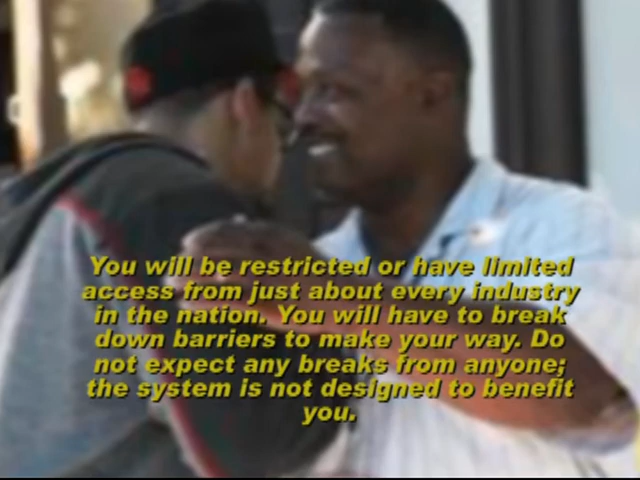 You will be restricted or have limited
access from just about every industry
in the nation. You will have to break
down barriers to make your way. Do
not expect any breaks from anyone;
the system is not designed to benefit
you.